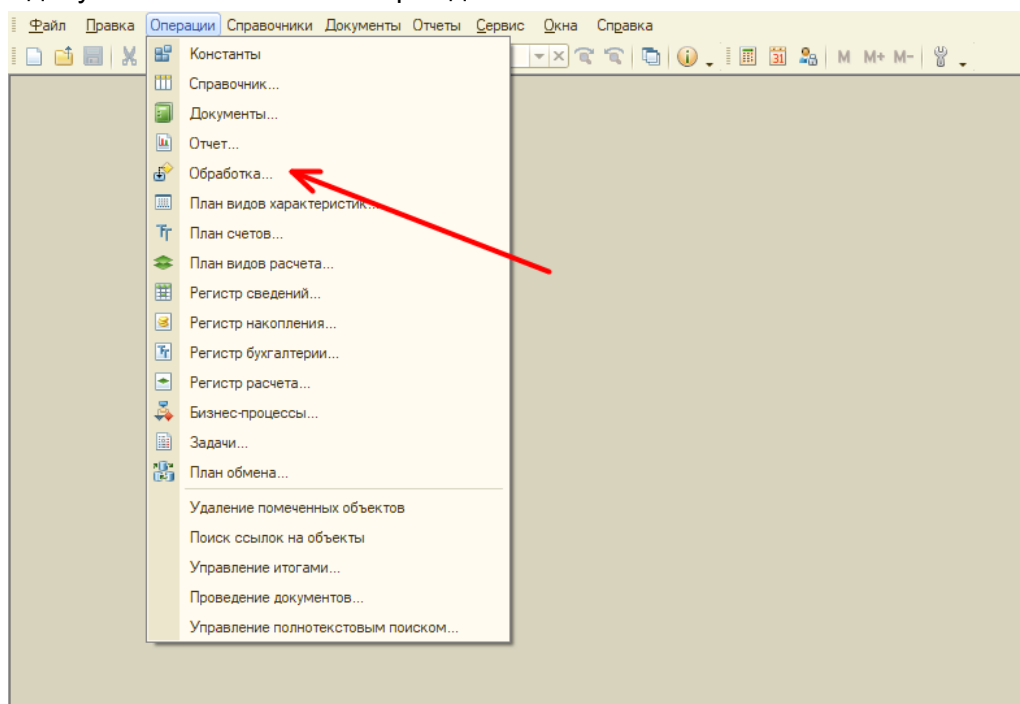 Файл Правка Операции Справочники Документы Отчеты Сервис Окна Справка
31 M M+ M-
Константы
Справочник...
Документы...
Отчет...
Обработка...
План видов характеристик...
План счетов...
План видов расчета...
Регистр сведений...
Регистр накопления...
Регистр бухгалтерии...
Регистр расчета...
Бизнес-процессы...
Задачи...
План обмена...
Удаление помеченных объектов
Поиск ссылок на объекты
Управление итогами...
Проведение документов...
Управление полнотекстовым поиском...